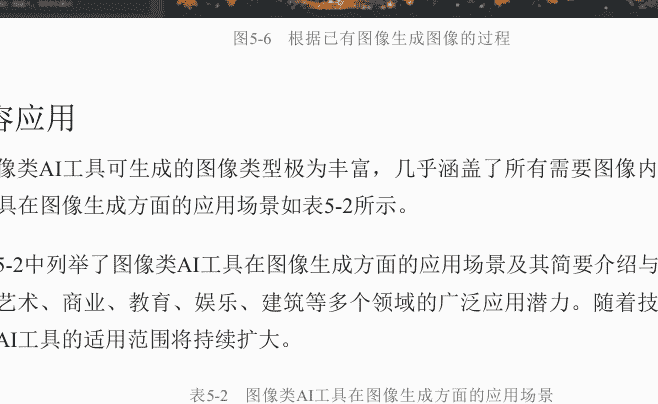 图5-6 根据已有图像生成图像的过程
容应用
像类AI工具可生成的图像类型极为丰富，几乎涵盖了所有需要图像内
具在图像生成方面的应用场景如表5-2所示。
5-2中列举了图像类AI工具在图像生成方面的应用场景及其简要介绍与
艺术、商业、教育、娱乐、建筑等多个领域的广泛应用潜力。随着技
AI工具的适用范围将持续扩大。
表5-2 图像类AI工具在图像生成方面的应用场景